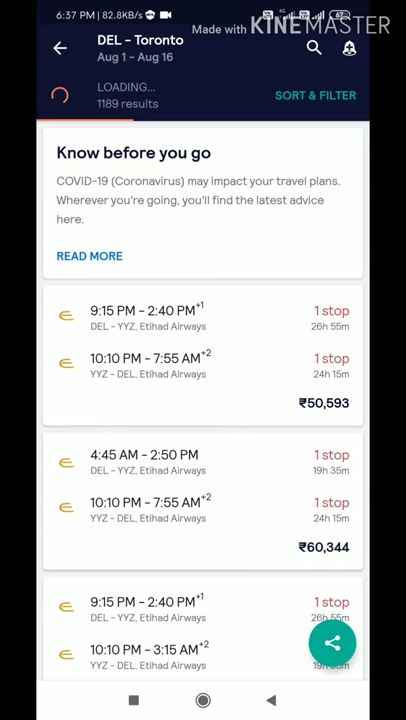 6:37 PM | 82.8KB/s
Made with KINEMASTER
DEL - Toronto
Aug 1 - Aug 16
LOADING...
1189 results
SORT & FILTER
Know before you go
COVID-19 (Coronavirus) may impact your travel plans.
Wherever you're going, you'll find the latest advice
here.
READ MORE
9:15 PM - 2:40 PM+1 1 stop
DEL - YYZ, Etihad Airways 26h 55m
10:10 PM - 7:55 AM+2 1 stop
YYZ - DEL, Etihad Airways 24h 15m
₹50,593
4:45 AM - 2:50 PM 1 stop
DEL - YYZ, Etihad Airways 19h 35m
10:10 PM - 7:55 AM+2 1 stop
YYZ - DEL, Etihad Airways 24h 15m
₹60,344
9:15 PM - 2:40 PM+1 1 stop
DEL - YYZ, Etihad Airways 26h 55m
10:10 PM - 3:15 AM+2
YYZ - DEL, Etihad Airways